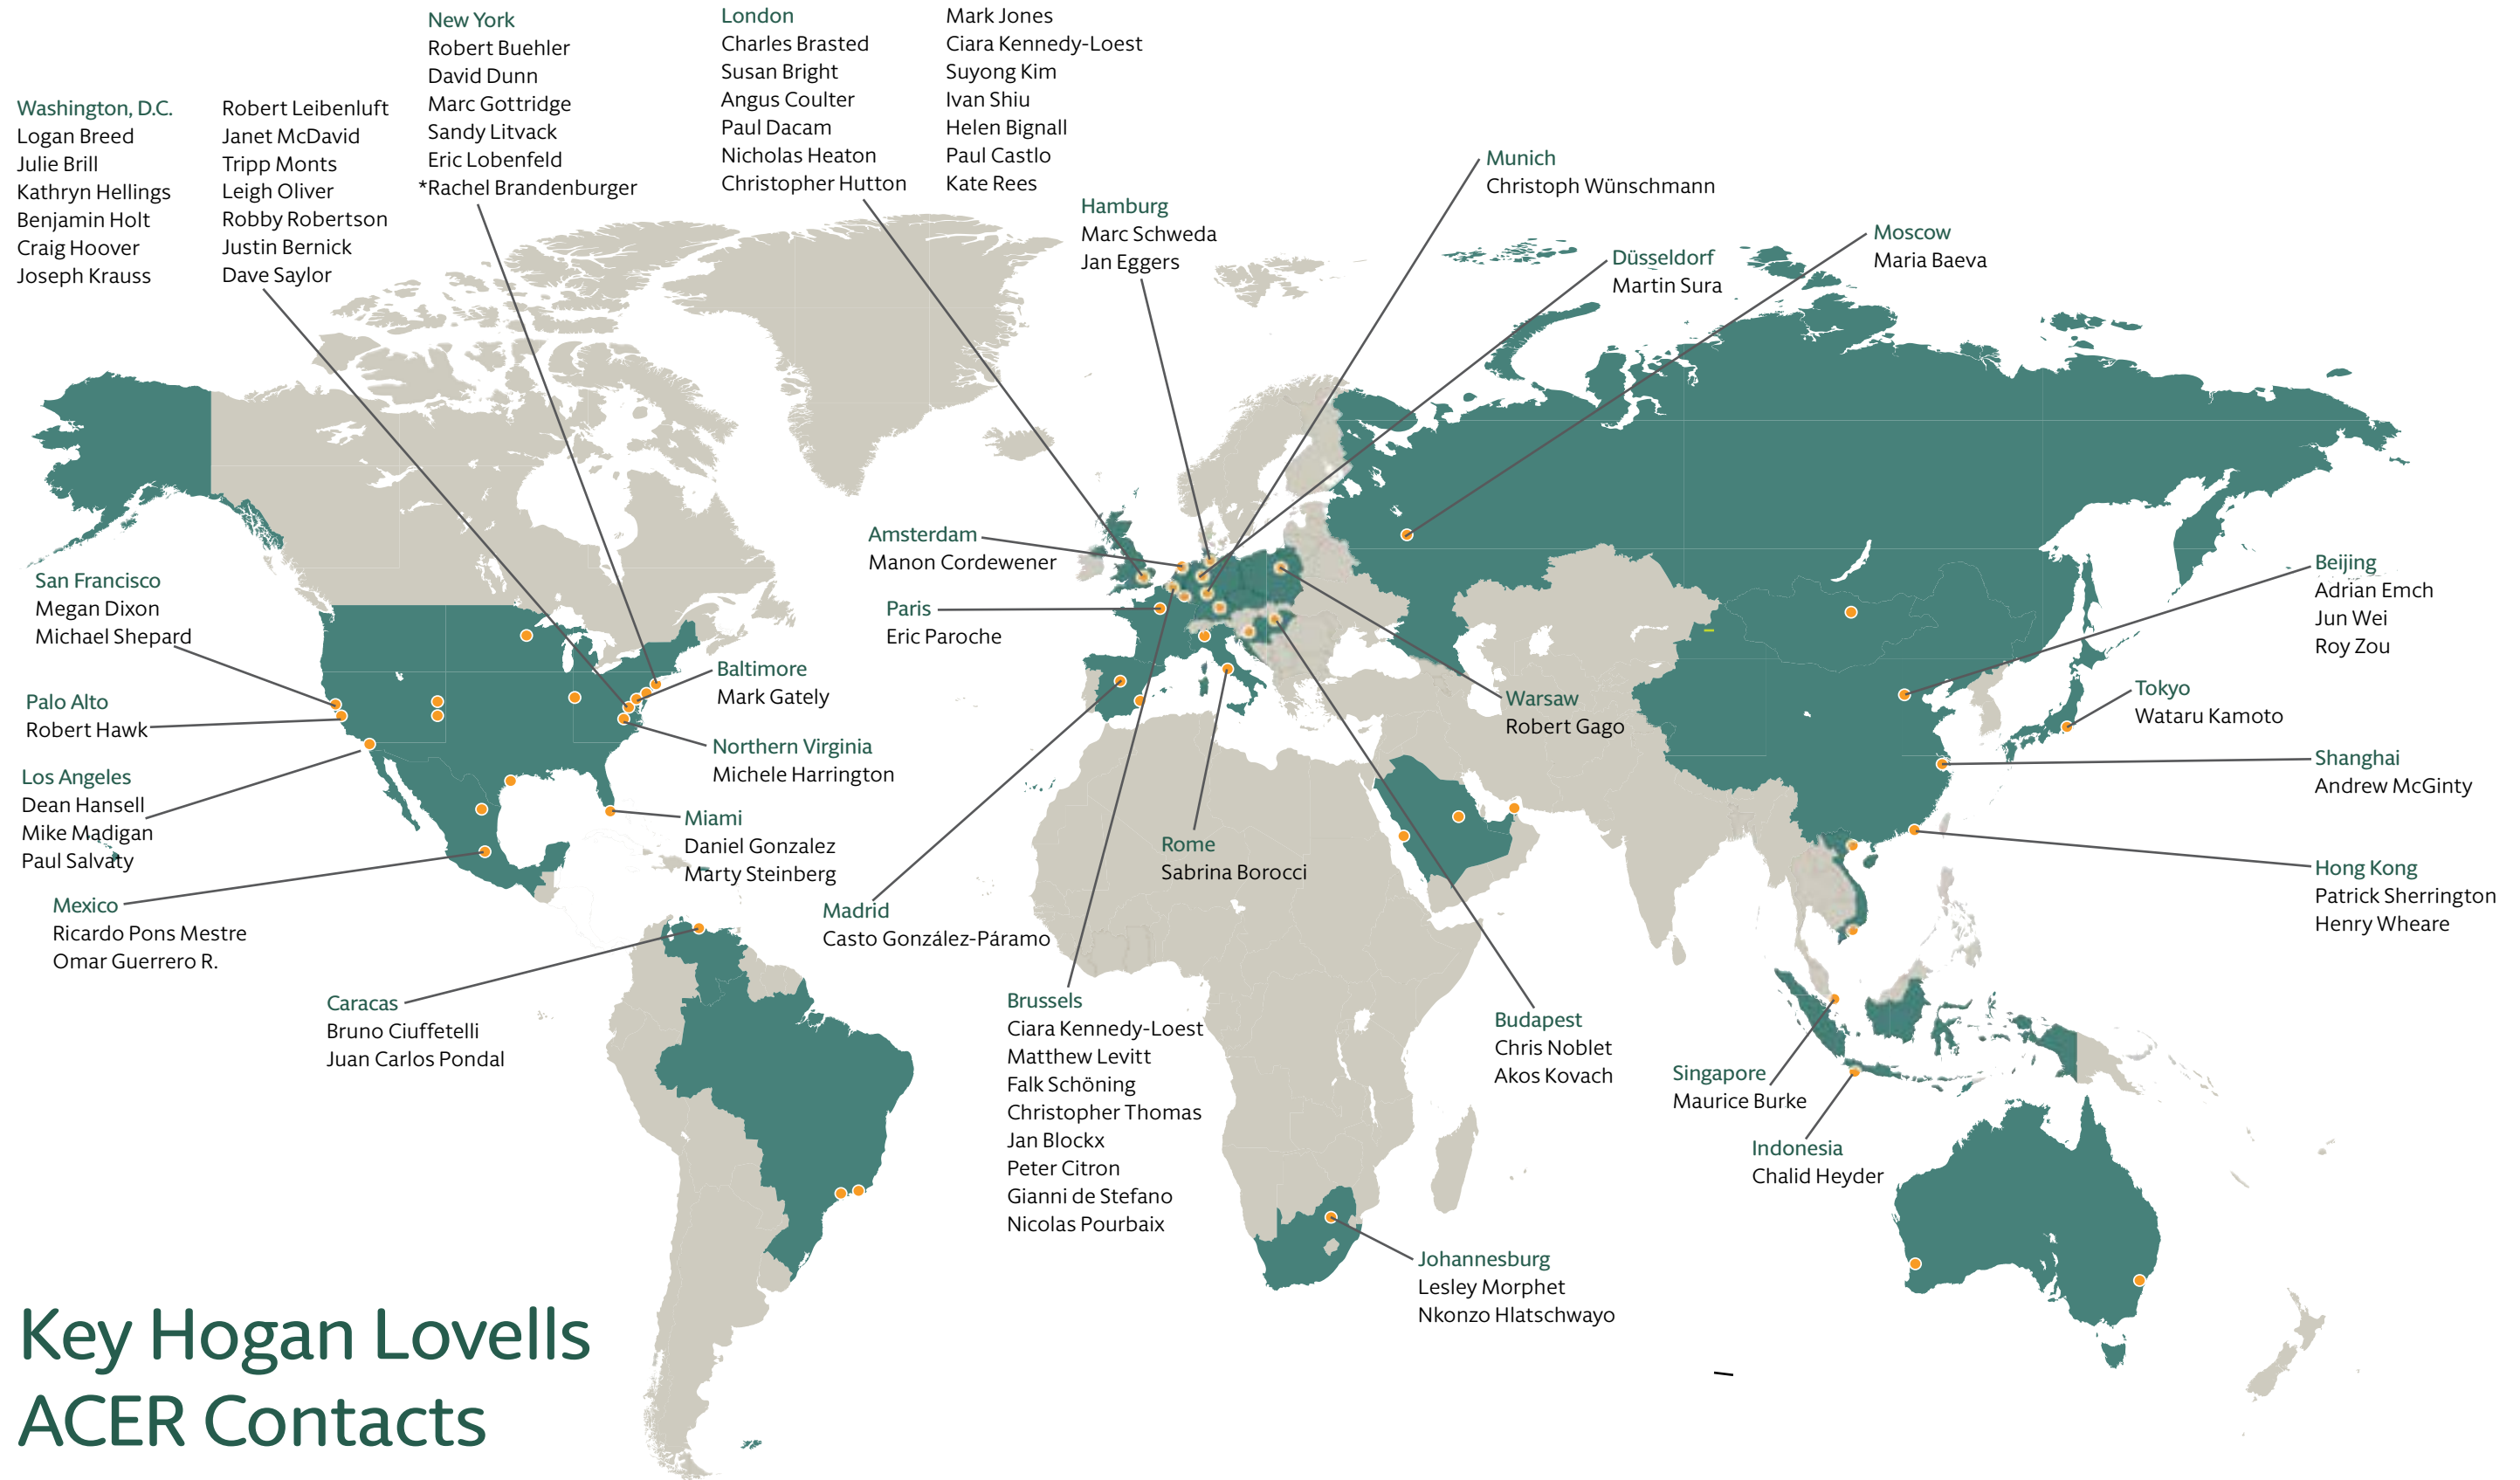 Washington, D.C.
Logan Breed
Julie Brill
Kathryn Hellings
Benjamin Holt
Craig Hoover
Joseph Krauss
Robert Leibenluft
Janet McDavid
Tripp Monts
Leigh Oliver
Robby Robertson
Justin Bernick
Dave Saylor
New York
Robert Buehler
David Dunn
Marc Gottridge
Sandy Litvack
Eric Lobenfeld
*Rachel Brandenburger
London
Charles Brasted
Susan Bright
Angus Coulter
Paul Dacam
Nicholas Heaton
Christopher Hutton
Mark Jones
Ciara Kennedy-Loest
Suyong Kim
Ivan Shiu
Helen Bignall
Paul Castlo
Kate Rees
Hamburg
Marc Schweda
Jan Eggers
Munich
Christoph Wünschmann
Düsseldorf
Martin Sura
Moscow
Maria Baeva
Amsterdam
Manon Cordewener
Paris
Eric Paroche
San Francisco
Megan Dixon
Michael Shepard
Palo Alto
Robert Hawk
Los Angeles
Dean Hansell
Mike Madigan
Paul Salvaty
Mexico
Ricardo Pons Mestre
Omar Guerrero R.
Baltimore
Mark Gately
Northern Virginia
Michele Harrington
Miami
Daniel Gonzalez
Marty Steinberg
Caracas
Bruno Ciuffetelli
Juan Carlos Pondal
Madrid
Casto González-Páramo
Rome
Sabrina Borocci
Brussels
Ciara Kennedy-Loest
Matthew Levitt
Falk Schöning
Christopher Thomas
Jan Blockx
Peter Citron
Gianni de Stefano
Nicolas Pourbaix
Warsaw
Robert Gago
Budapest
Chris Noblet
Akos Kovach
Johannesburg
Lesley Morphet
Nkonzo Hlatschwayo
Beijing
Adrian Emch
Jun Wei
Roy Zou
Tokyo
Wataru Kamoto
Shanghai
Andrew McGinty
Hong Kong
Patrick Sherrington
Henry Wheare
Singapore
Maurice Burke
Indonesia
Chalid Heyder
Key Hogan Lovells
ACER Contacts